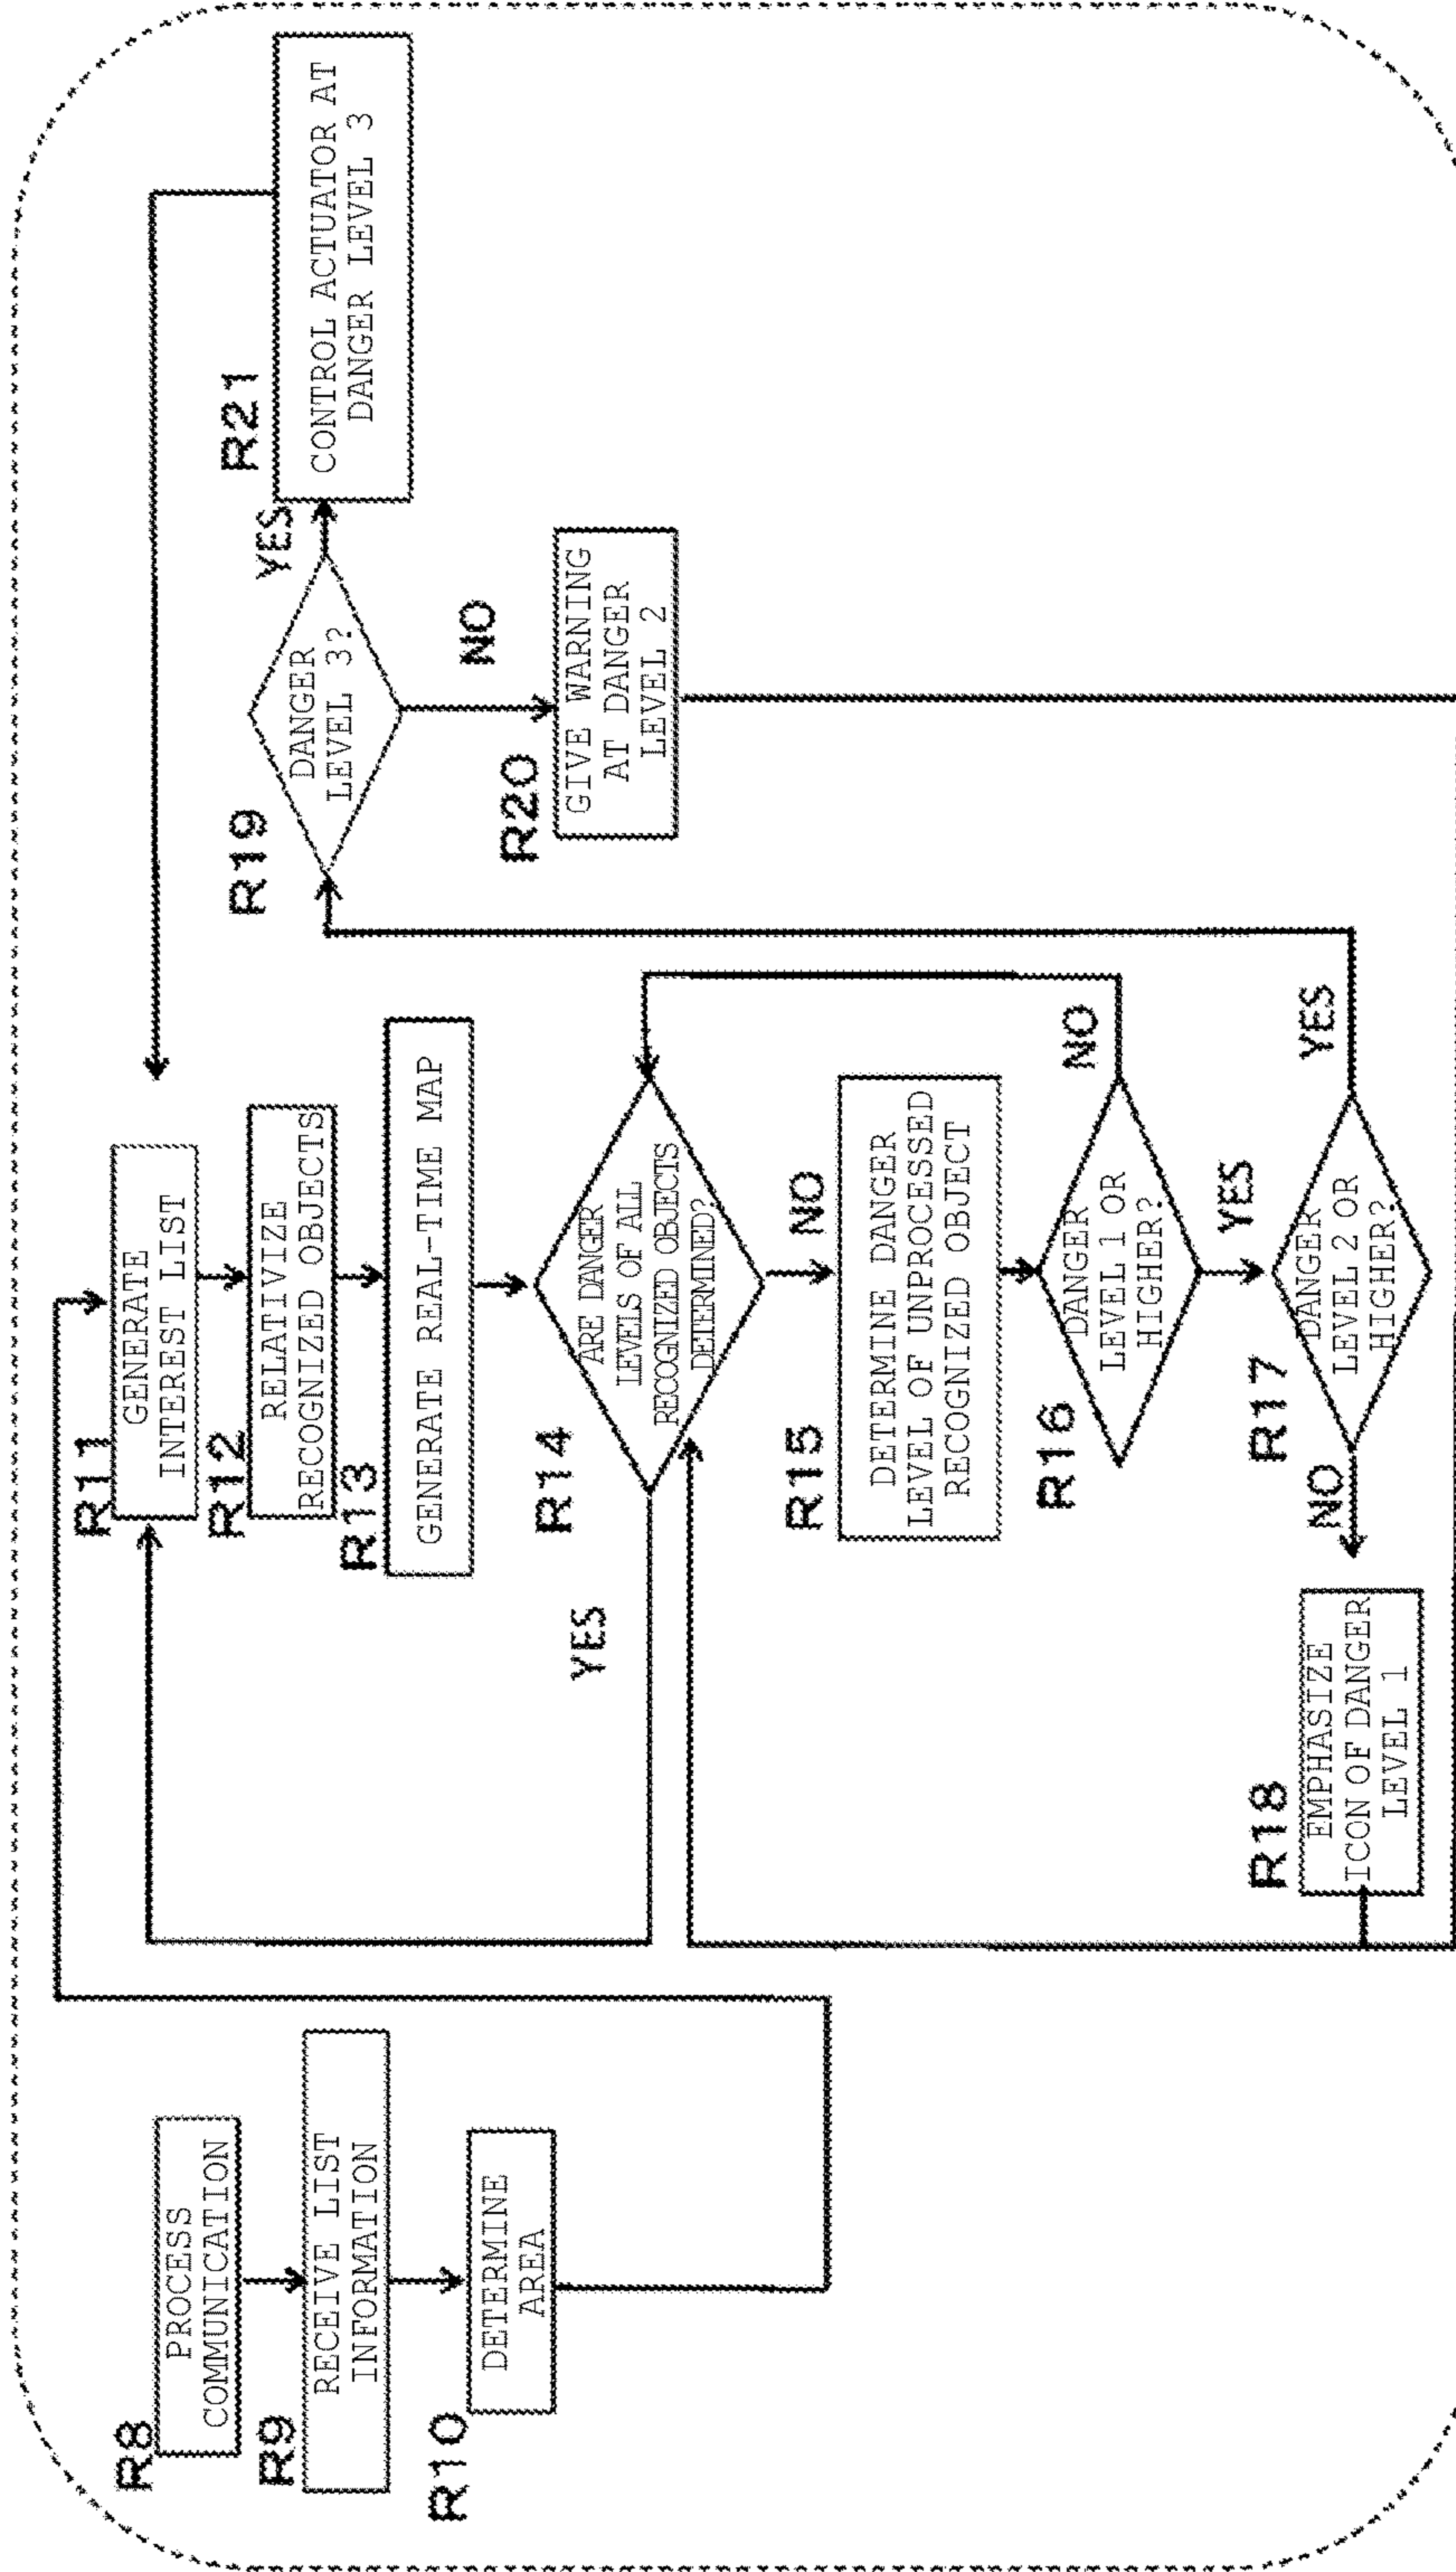 R8
PROCESS
COMMUNICATION
R9
RECEIVE LIST
INFORMATION
R10
DETERMINE
AREA
R11
GENERATE
INTEREST LIST
R12
RELATIVIZE
RECOGNIZED OBJECTS
R13
GENERATE REAL-TIME MAP
R14
ARE DANGER
LEVELS OF ALL
RECOGNIZED OBJECTS
DETERMINED?
YES
NO
R15
DETERMINE DANGER
LEVEL OF UNPROCESSED
RECOGNIZED OBJECT
R16
DANGER
LEVEL 1 OR
HIGHER?
NO
YES
R17
DANGER
LEVEL 2 OR
HIGHER?
NO
YES
R18
EMPHASIZE
ICON OF DANGER
LEVEL 1
R19
DANGER
LEVEL 3?
YES
NO
R20
GIVE WARNING
AT DANGER
LEVEL 2
R21
CONTROL ACTUATOR AT
DANGER LEVEL 3